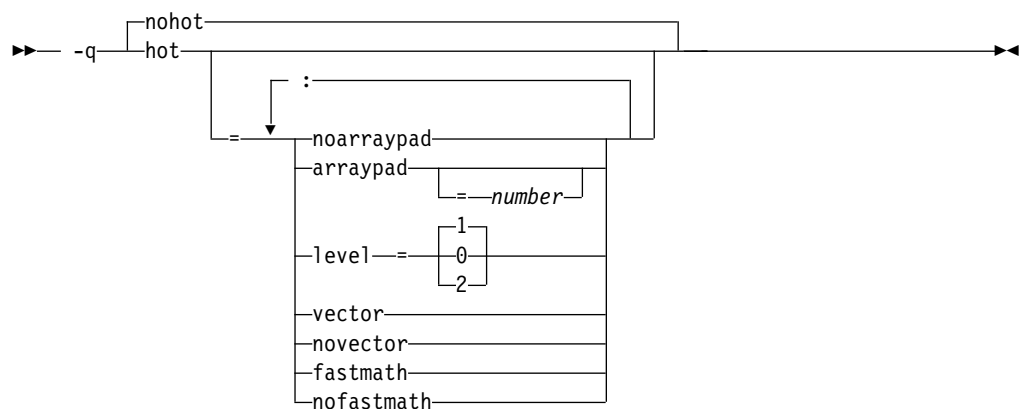 nohot
-q hot
:
= noarraypad
arraypad
= number
1
level = 0
2
vector
novector
fastmath
nofastmath